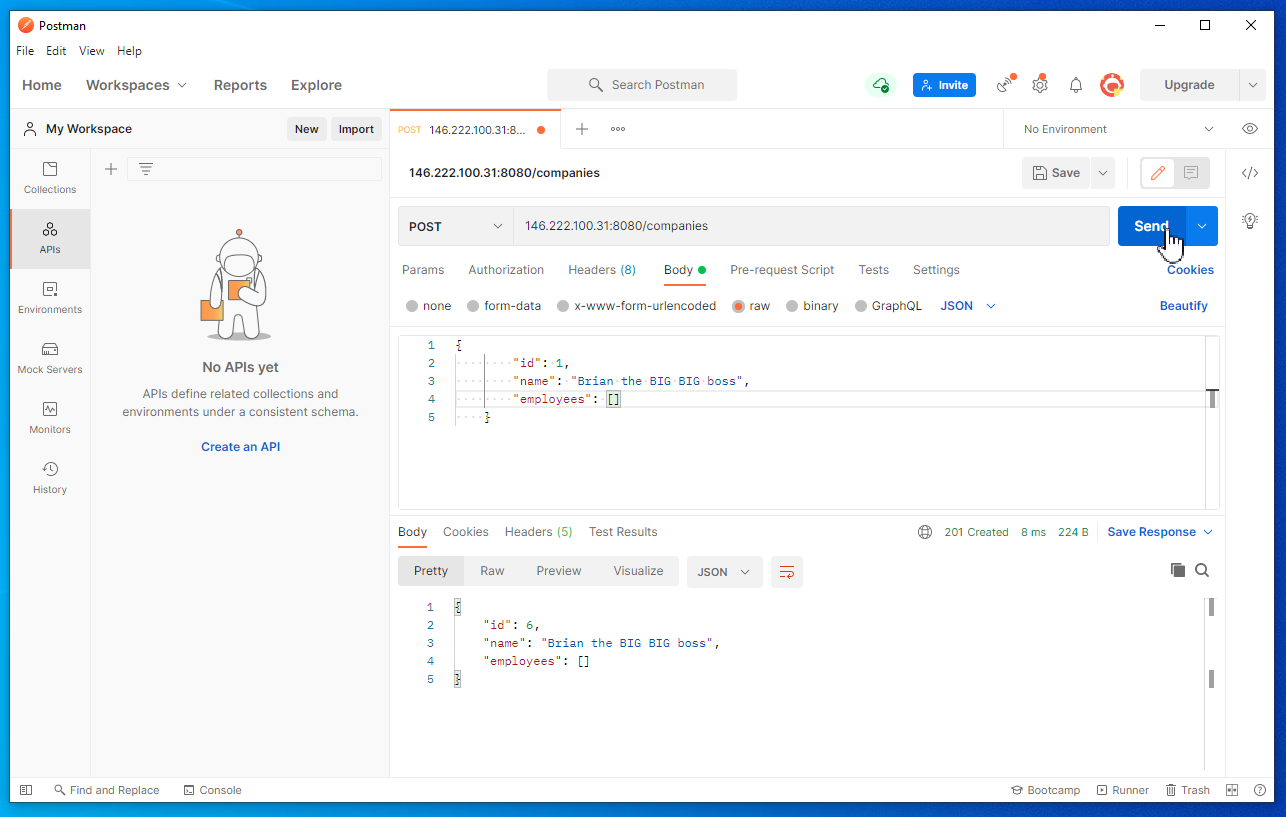 Postman
File Edit View Help
Home Workspaces Reports Explore Search Postman Invite Upgrade
My Workspace New Import POST 146.222.100.31:8... No Environment
146.222.100.31:8080/companies Save
Collections
APIs
Environments
Mock Servers
Monitors
History
No APIs yet
APIs define related collections and
environments under a consistent schema.
Create an API
POST 146.222.100.31:8080/companies Send
Params Authorization Headers (8) Body Pre-request Script Tests Settings Cookies
none form-data x-www-form-urlencoded raw binary GraphQL JSON Beautify
1 {
2 "id": 1,
3 "name": "Brian the BIG BIG boss",
4 "employees": []
5 }
Body Cookies Headers (5) Test Results 201 Created 8 ms 224 B Save Response
Pretty Raw Preview Visualize JSON
1 {
2 "id": 6,
3 "name": "Brian the BIG BIG boss",
4 "employees": []
5 }
Find and Replace Console Bootcamp Runner Trash